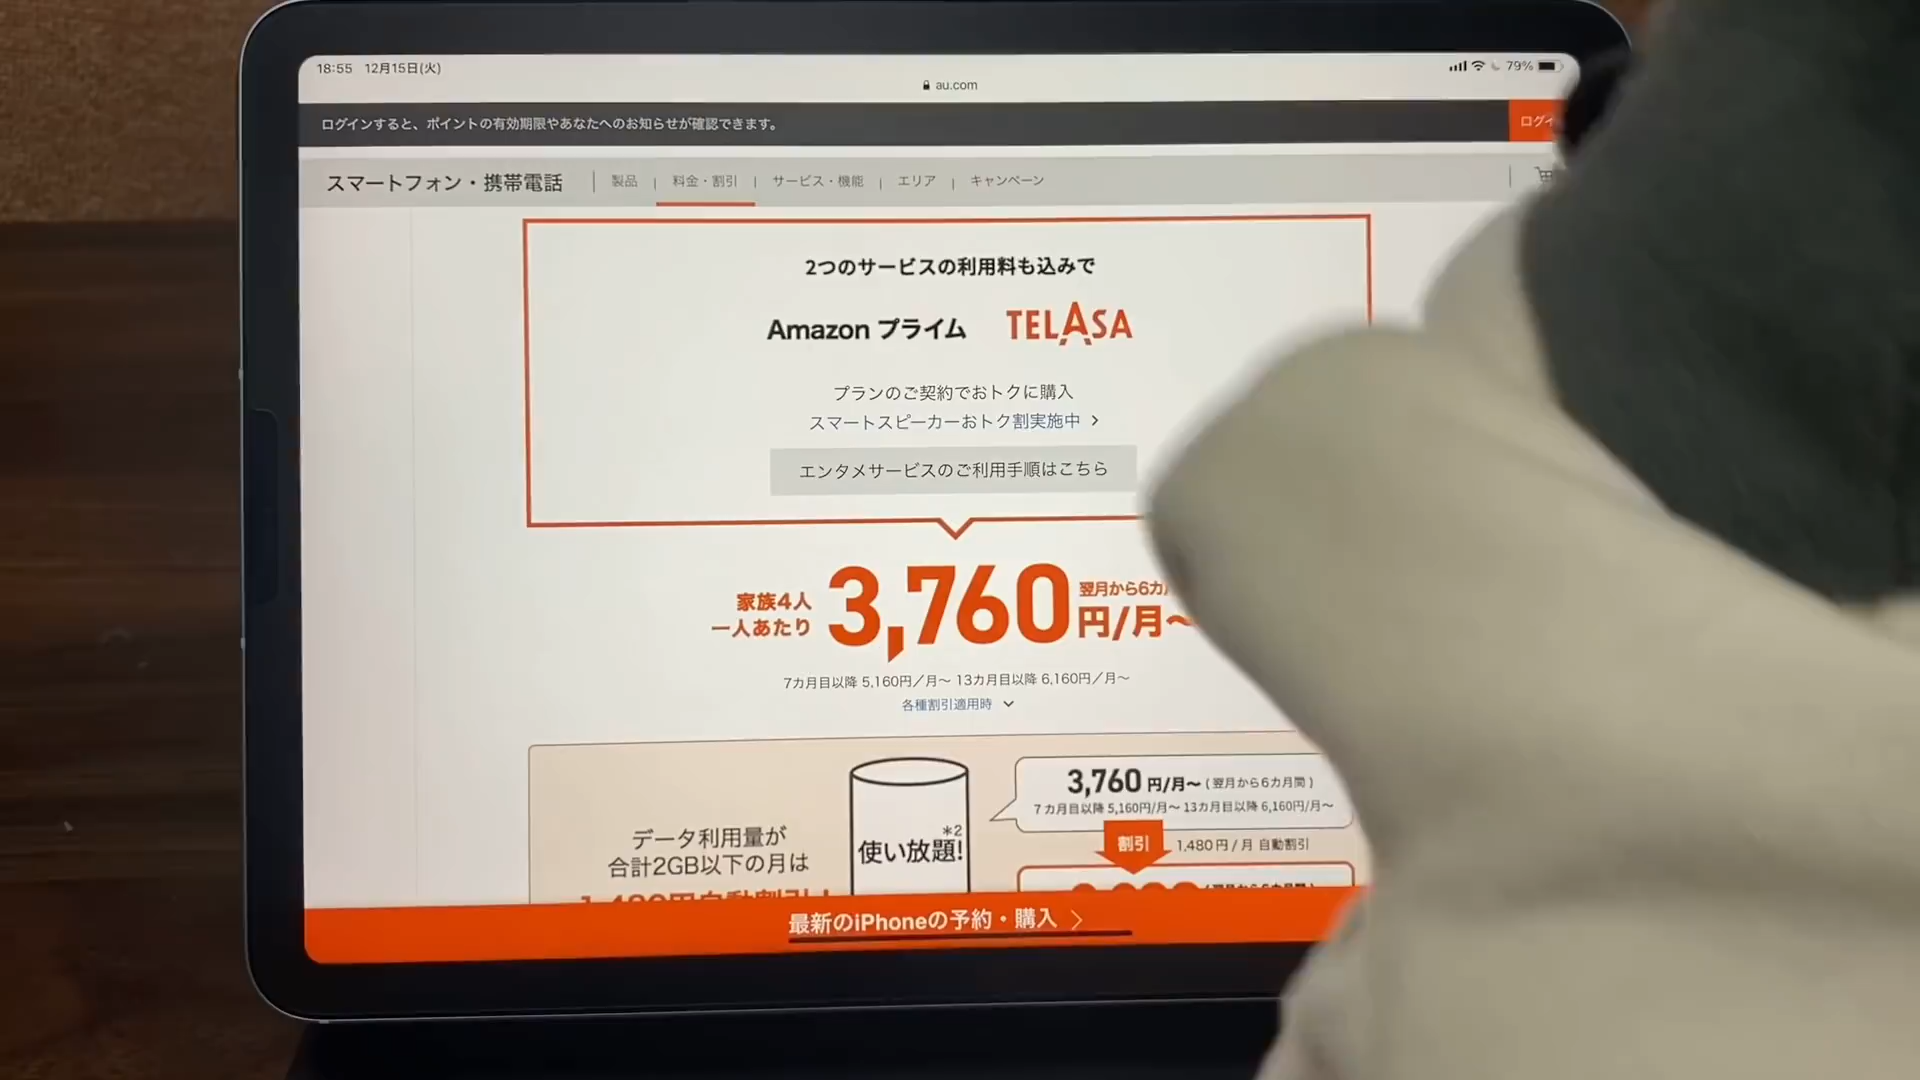 18:55 12月15日(火)
79%
au.com
ログインすると、ポイントの有効期限やあなたへのお知らせが確認できます。
ログイ
スマートフォン・携帯電話 製品 料金・割引 サービス・機能 エリア キャンペーン
2つのサービスの利用料も込みで
Amazon プライム TELASA
プランのご契約でおトクに購入
スマートスピーカーおトク割実施中 >
エンタメサービスのご利用手順はこちら
家族4人
一人あたり
3,760
翌月から6カ
円/月〜
7カ月目以降 5,160円/月〜 13カ月目以降 6,160円/月〜
各種割引適用時
データ利用量が
合計2GB以下の月は
使い放題!
*2
3,760 円/月〜 (翌月から6カ月間)
7カ月目以降 5,160円/月〜 13カ月目以降 6,160円/月〜
割引 1,480円/月 自動割引
最新のiPhoneの予約・購入 >